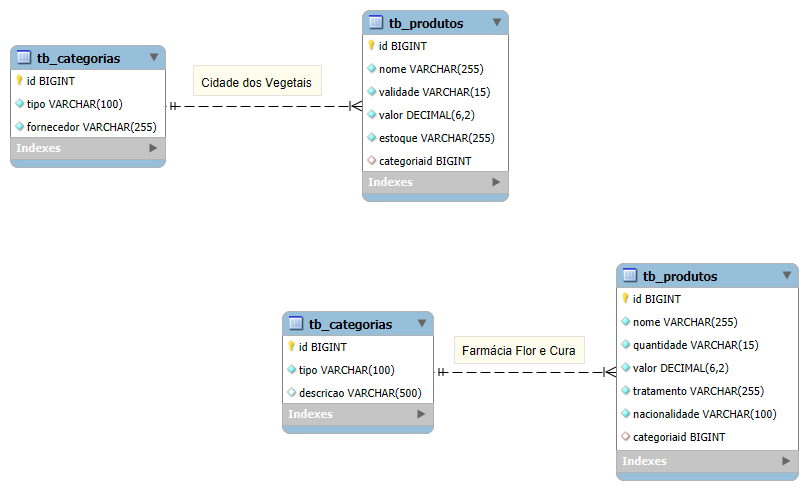 tb_categorias
id BIGINT
tipo VARCHAR(100)
fornecedor VARCHAR(255)
Indexes
Cidade dos Vegetais
tb_produtos
id BIGINT
nome VARCHAR(255)
validade VARCHAR(15)
valor DECIMAL(6,2)
estoque VARCHAR(255)
categoriaid BIGINT
Indexes
tb_categorias
id BIGINT
tipo VARCHAR(100)
descricao VARCHAR(500)
Indexes
Farmácia Flor e Cura
tb_produtos
id BIGINT
nome VARCHAR(255)
quantidade VARCHAR(15)
valor DECIMAL(6,2)
tratamento VARCHAR(255)
nacionalidade VARCHAR(100)
categoriaid BIGINT
Indexes